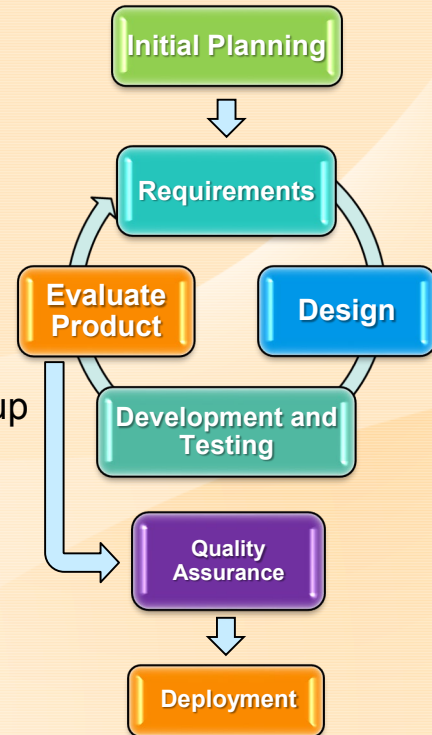 Initial Planning
Requirements
Evaluate
Product
Design
up
Development and
Testing
Quality
Assurance
Deployment